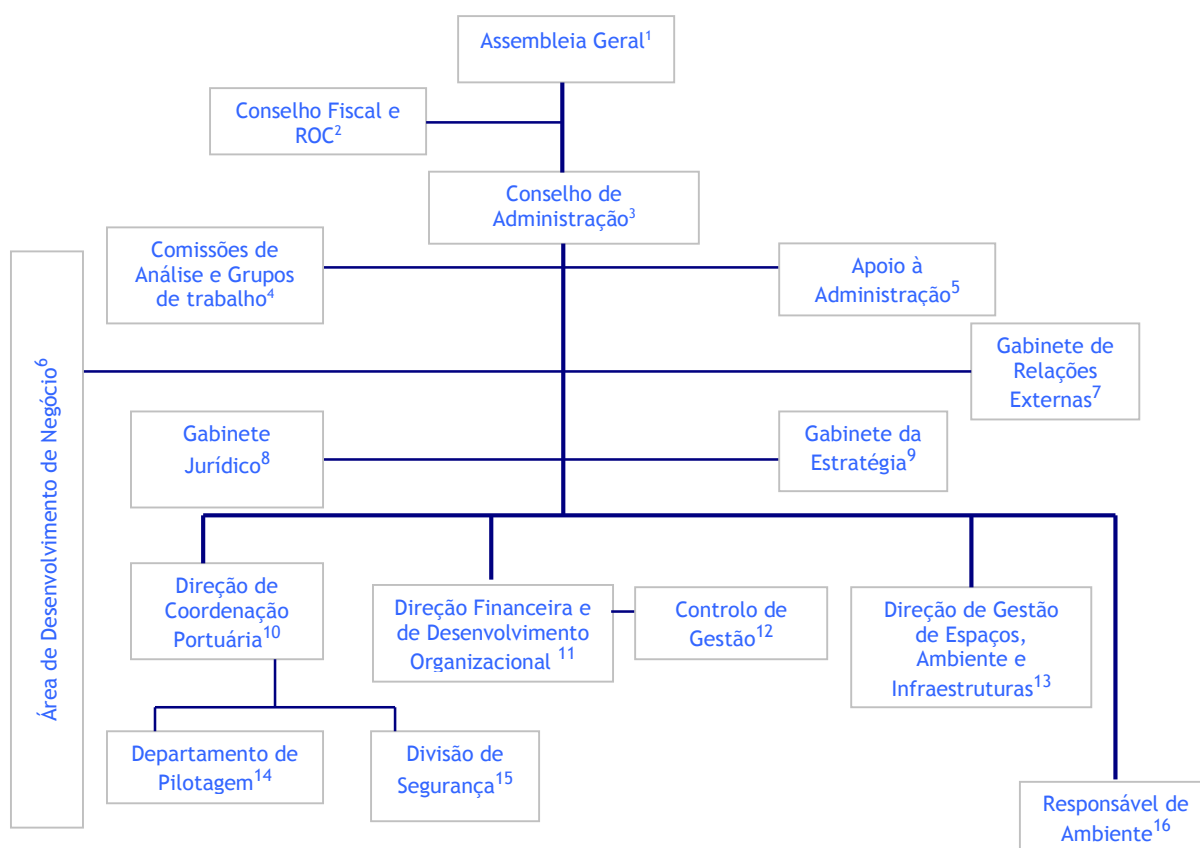 Assembleia Geral¹
Conselho Fiscal e
ROC²
Conselho de
Administração³
Comissões de
Análise e Grupos
de trabalho⁴
Apoio à
Administração⁵
Área de Desenvolvimento de Negócio⁶
Gabinete de
Relações
Externas⁷
Gabinete
Jurídico⁸
Gabinete da
Estratégia⁹
Direção de
Coordenação
Portuária¹⁰
Direção Financeira e
de Desenvolvimento
Organizacional ¹¹
Controlo de
Gestão¹²
Direção de Gestão
de Espaços,
Ambiente e
Infraestruturas¹³
Departamento de
Pilotagem¹⁴
Divisão de
Segurança¹⁵
Responsável de
Ambiente¹⁶